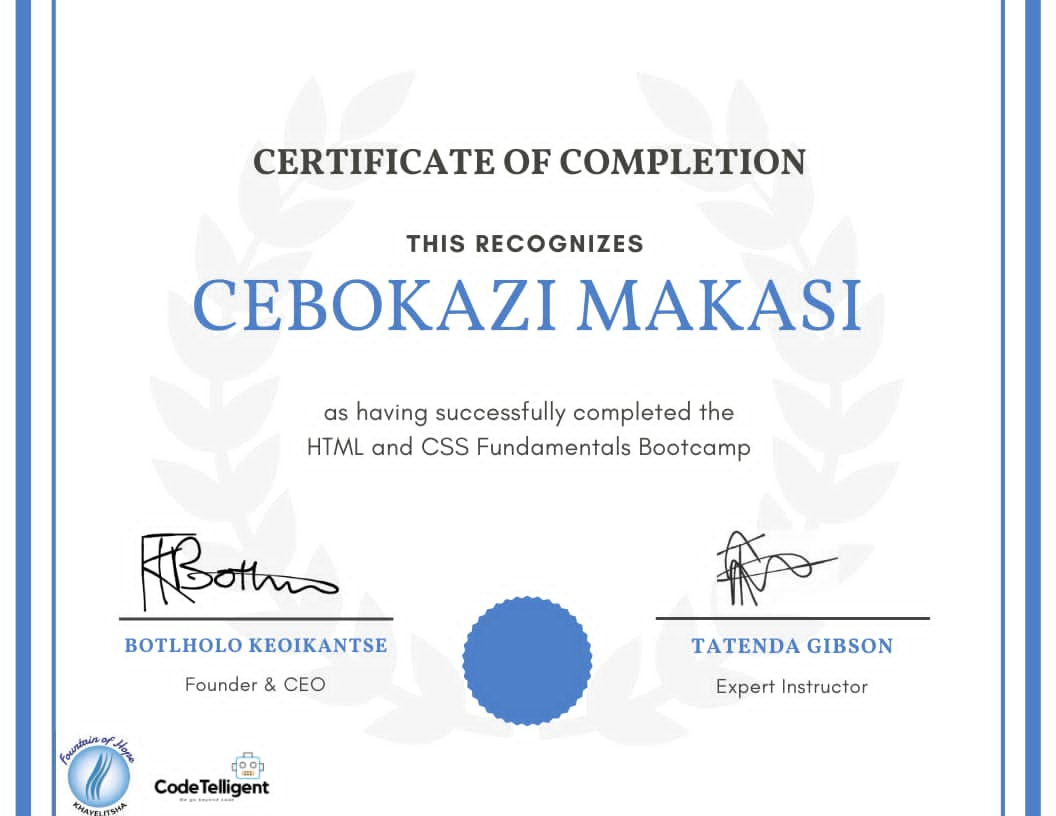 CERTIFICATE OF COMPLETION
THIS RECOGNIZES
CEBOKAZI MAKASI
as having successfully completed the
HTML and CSS Fundamentals Bootcamp
BOTLHOLO KEOIKANTSE
TATENDA GIBSON
Founder & CEO
Expert Instructor
Fountain of Hope
KHAYELITSHA
CodeTelligent
We go beyond code